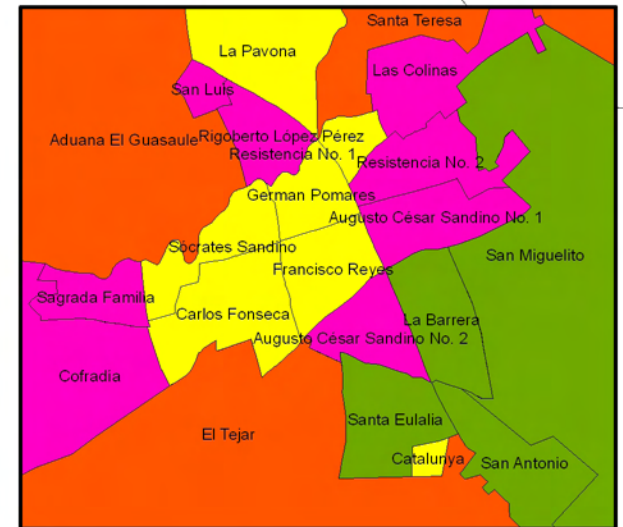 Santa Teresa
La Pavona
Las Colinas
San Luis
Aduana El Guasaule
Rigoberto López Pérez
Resistencia No. 1
Resistencia No. 2
German Pomares
Augusto César Sandino No. 1
Sócrates Sandino
San Miguelito
Francisco Reyes
Sagrada Familia
Carlos Fonseca
La Barrera
Augusto César Sandino No. 2
Cofradia
Santa Eulalia
El Tejar
Catalunya
San Antonio